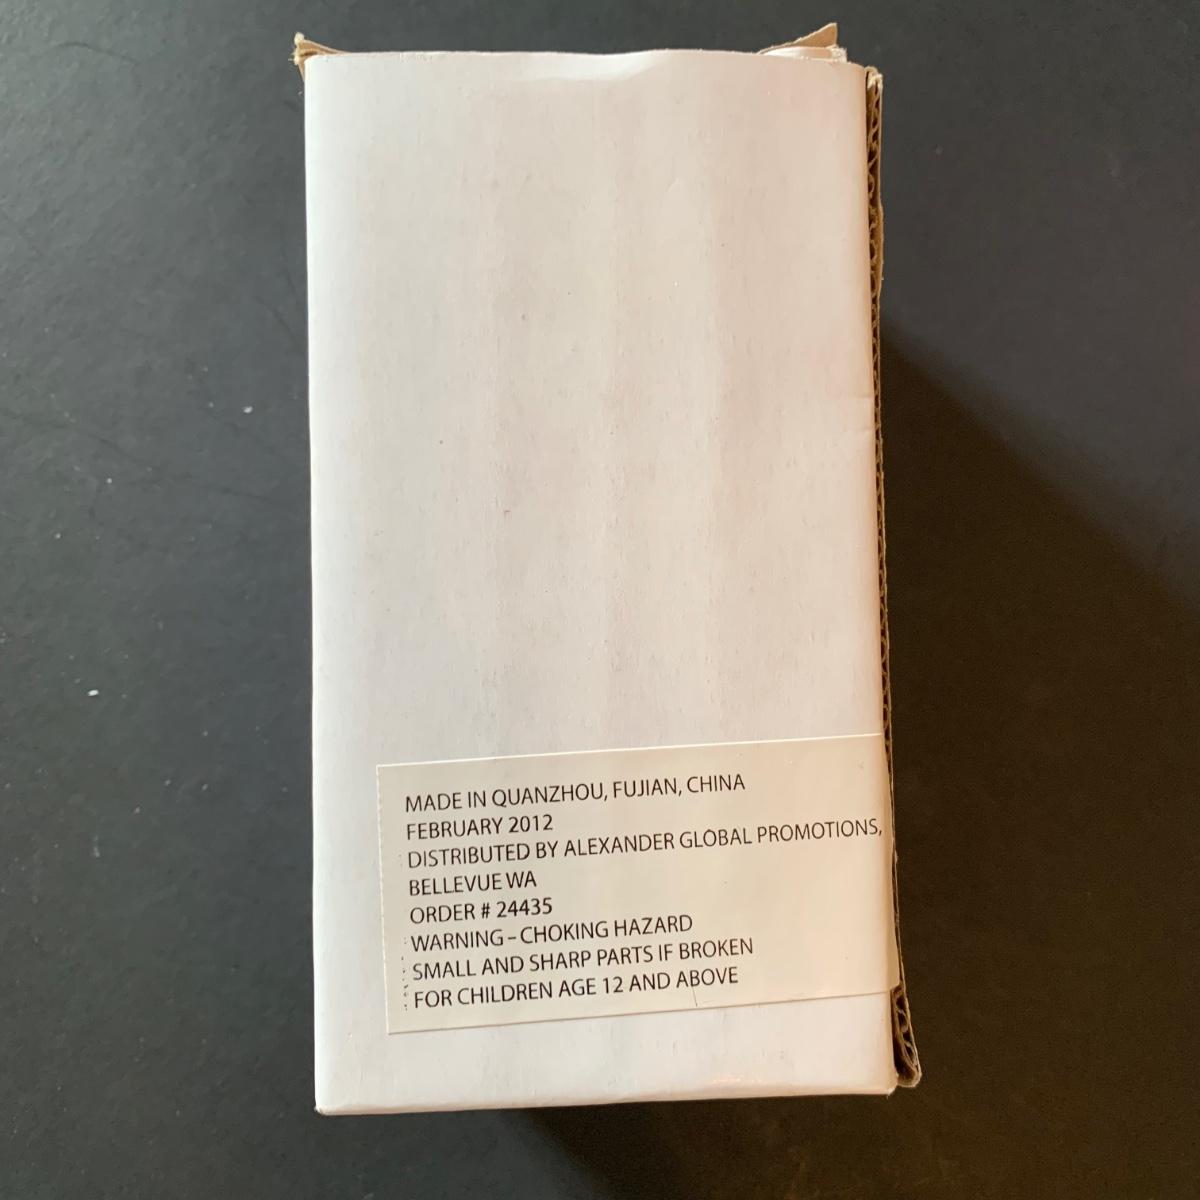 MADE IN QUANZHOU, FUJIAN, CHINA
FEBRUARY 2012
DISTRIBUTED BY ALEXANDER GLOBAL PROMOTIONS,
BELLEVUE WA
ORDER # 24435
WARNING – CHOKING HAZARD
SMALL AND SHARP PARTS IF BROKEN
FOR CHILDREN AGE 12 AND ABOVE